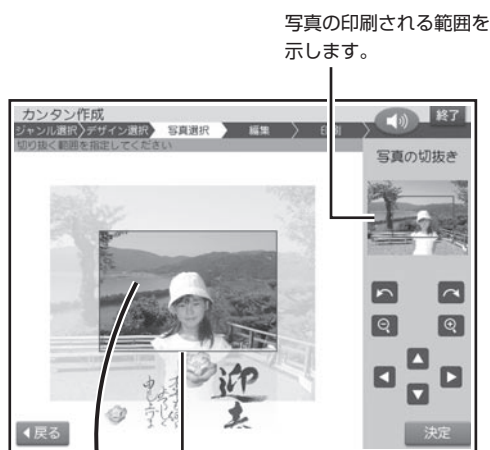 写真の印刷される範囲を
示します。
カンタン作成
終了
ジャンル選択 デザイン選択 写真選択 編集
切り抜く範囲を指定してください
写真の切抜き
迎春
戻る
決定